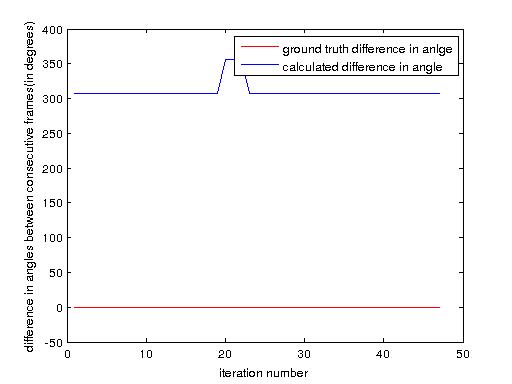 400
350
300
250
200
150
100
50
0
-50
0 10 20 30 40 50
difference in angles between consecutive frames(in degrees)
iteration number
ground truth difference in anlge
calculated difference in angle